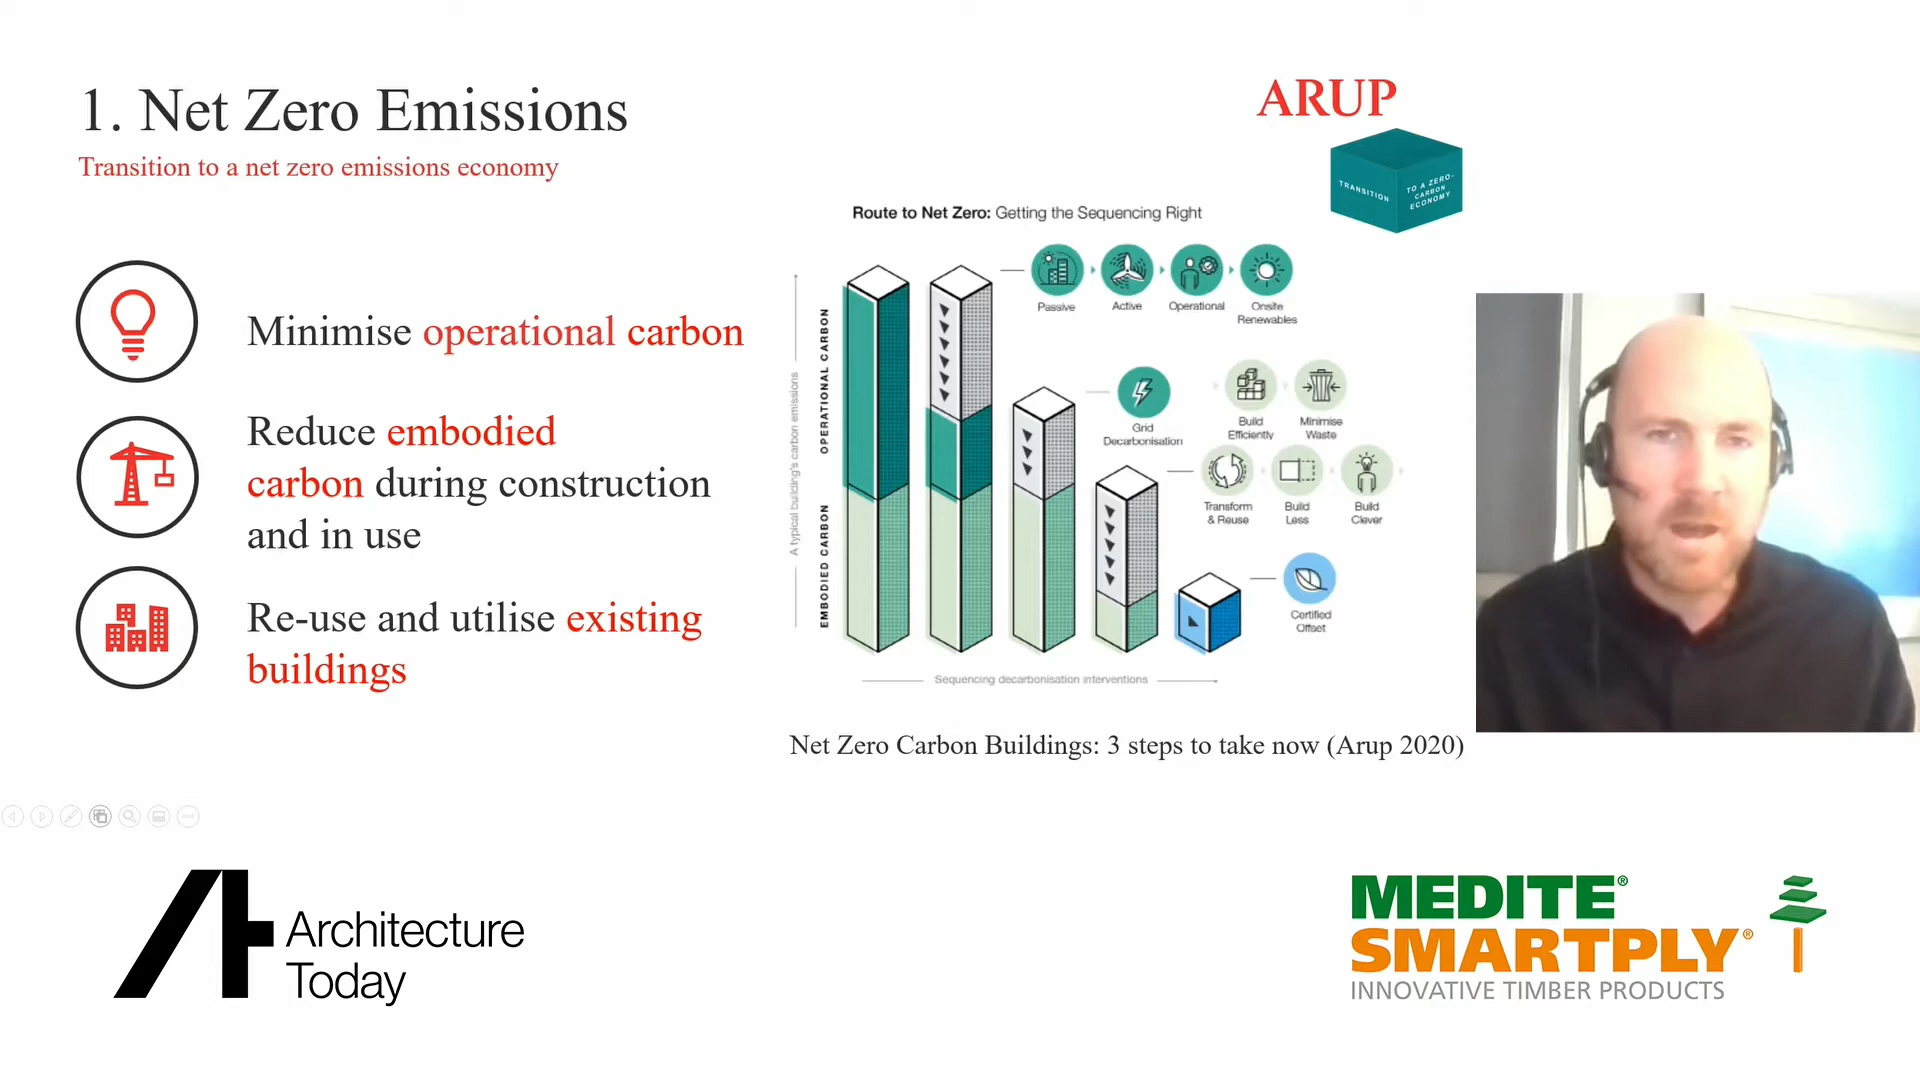 1. Net Zero Emissions
Transition to a net zero emissions economy
Minimise operational carbon
Reduce embodied
carbon during construction
and in use
Re-use and utilise existing
buildings
ARUP
TRANSITION
TO A ZERO-
CARBON
ECONOMY
Route to Net Zero: Getting the Sequencing Right
A typical building's carbon emissions
OPERATIONAL CARBON
EMBODIED CARBON
Passive
Active
Operational
Onsite
Renewables
Grid
Decarbonisation
Build
Efficiently
Minimise
Waste
Transform
& Reuse
Build
Less
Build
Clever
Certified
Offset
Sequencing decarbonisation interventions
Net Zero Carbon Buildings: 3 steps to take now (Arup 2020)
Architecture
Today
MEDITE®
SMARTPLY®
INNOVATIVE TIMBER PRODUCTS